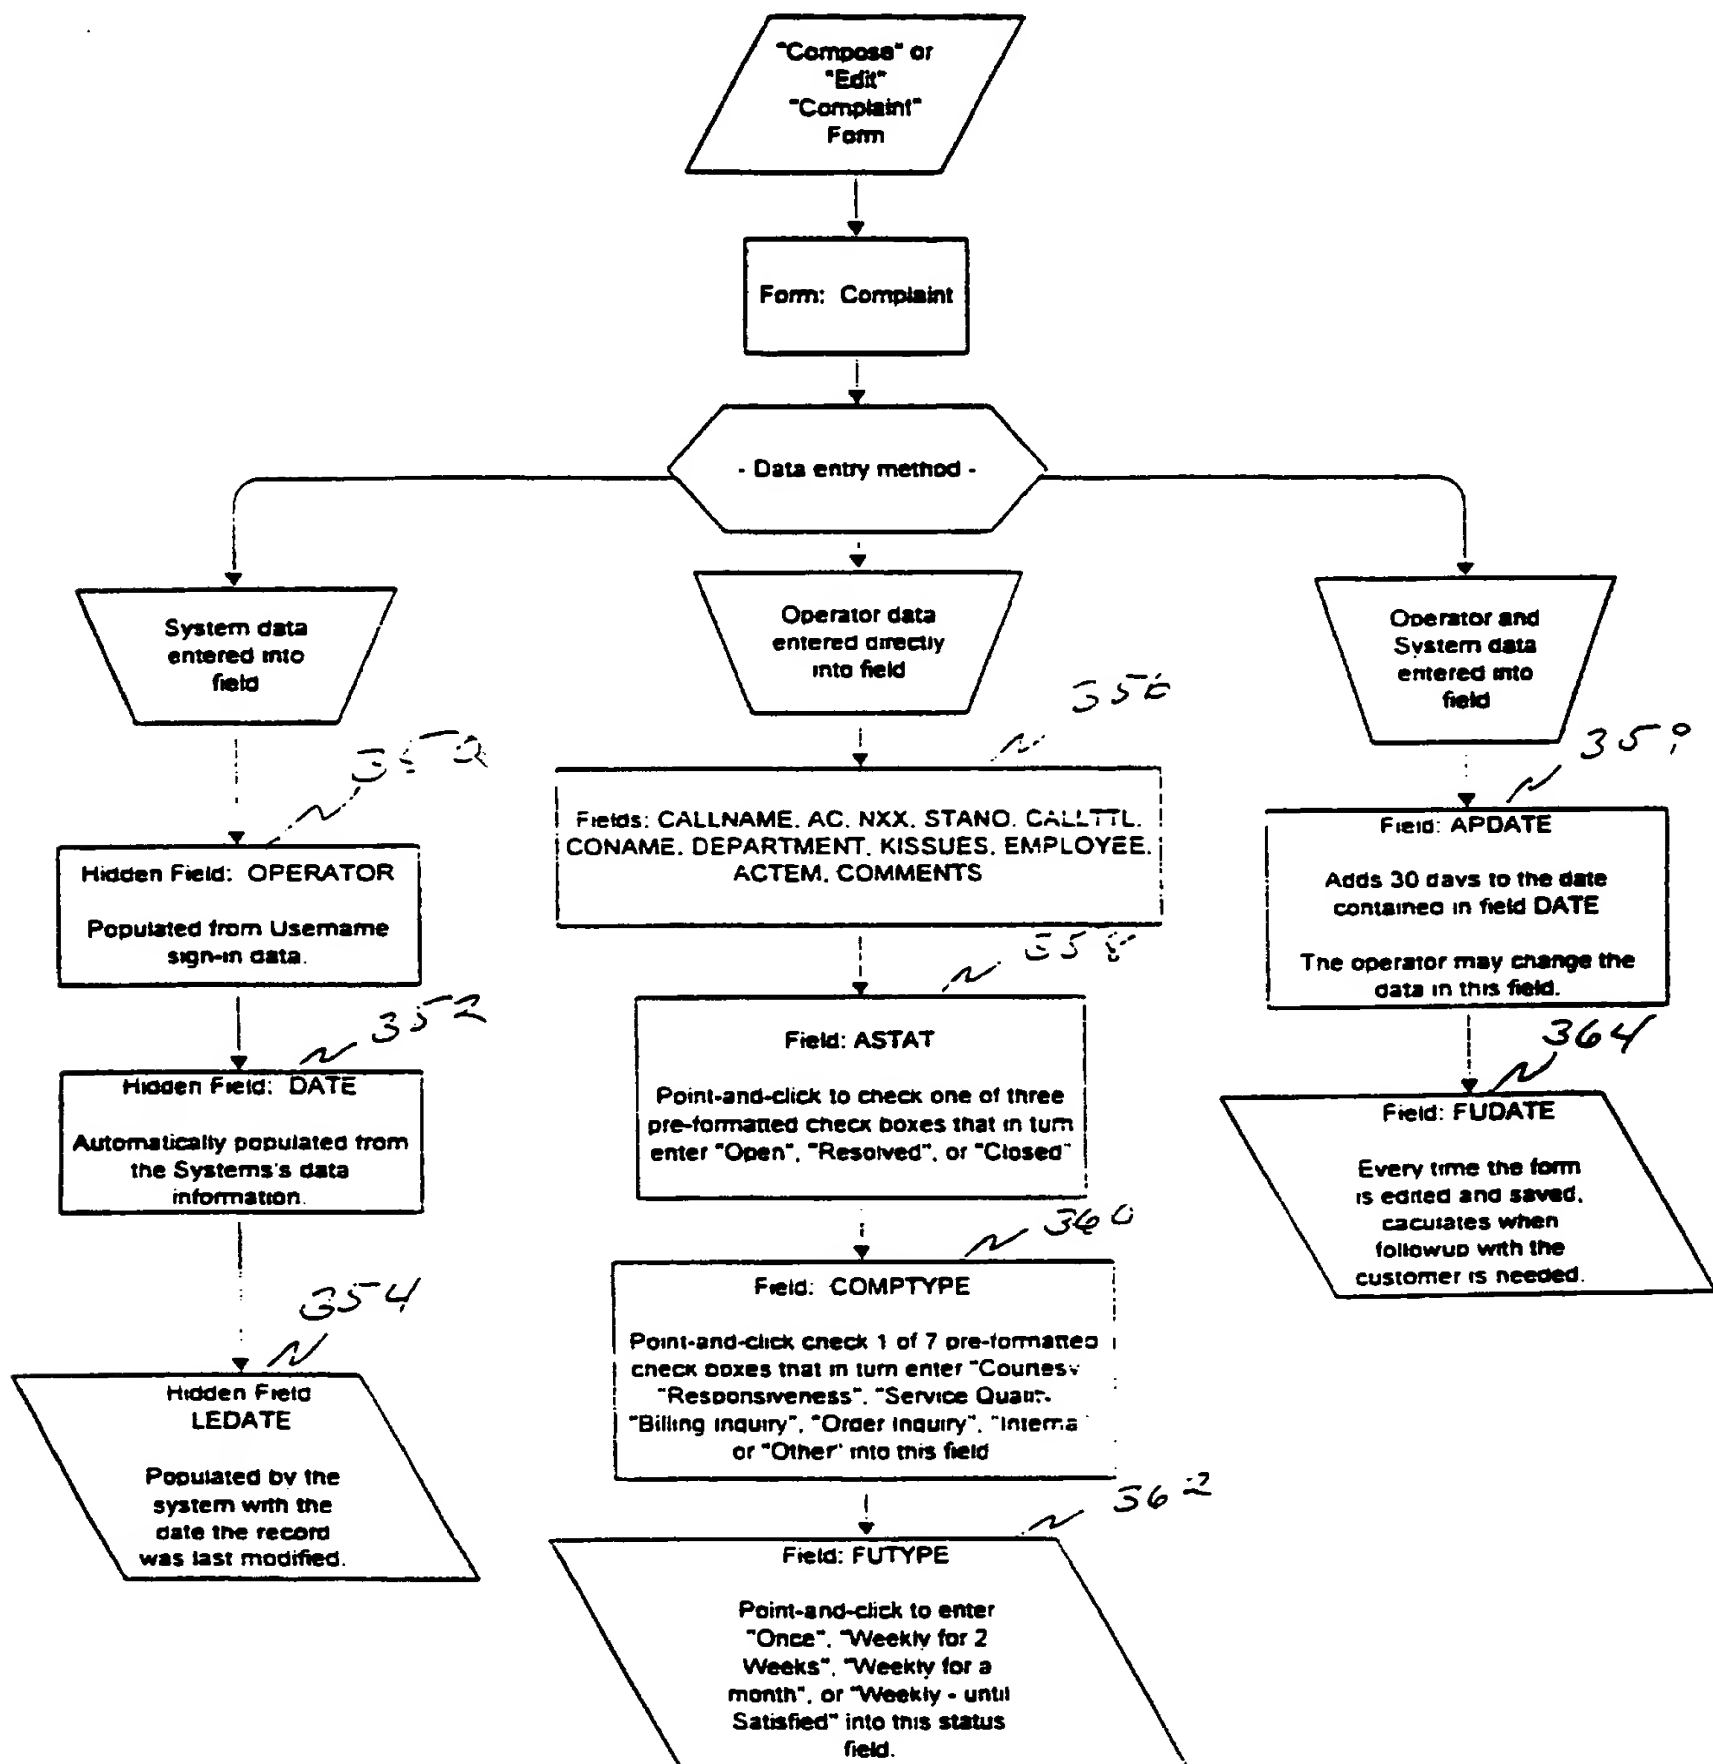 "Compose" or
"Edit"
"Complaint"
Form
Form: Complaint
- Data entry method -
System data
entered into
field
Operator data
entered directly
into field
Operator and
System data
entered into
field
356
Fields: CALLNAME, AC, NXX, STANO, CALLTTL,
CONAME, DEPARTMENT, KISSUES, EMPLOYEE,
ACTEM, COMMENTS
Hidden Field: OPERATOR
Populated from Username
sign-in data.
Field: APDATE
Adds 30 days to the date
contained in field DATE
The operator may change the
data in this field.
352
Hidden Field: DATE
Automatically populated from
the Systems's data
information.
358
Field: ASTAT
Point-and-click to check one of three
pre-formatted check boxes that in turn
enter "Open", "Resolved", or "Closed"
364
Field: FUDATE
Every time the form
is edited and saved,
caculates when
followup with the
customer is needed.
354
Hidden Field
LEDATE
Populated by the
system with the
date the record
was last modified.
360
Field: COMPTYPE
Point-and-click check 1 of 7 pre-formatted
check boxes that in turn enter "Courtesy
"Responsiveness", "Service
"Billing Inquiry", "Order Inquiry",
or "Other" into this field
362
Field: FUTYPE
Point-and-click to enter
"Once", "Weekly for 2
Weeks", "Weekly for a
month", or "Weekly - until
Satisfied" into this status
field.